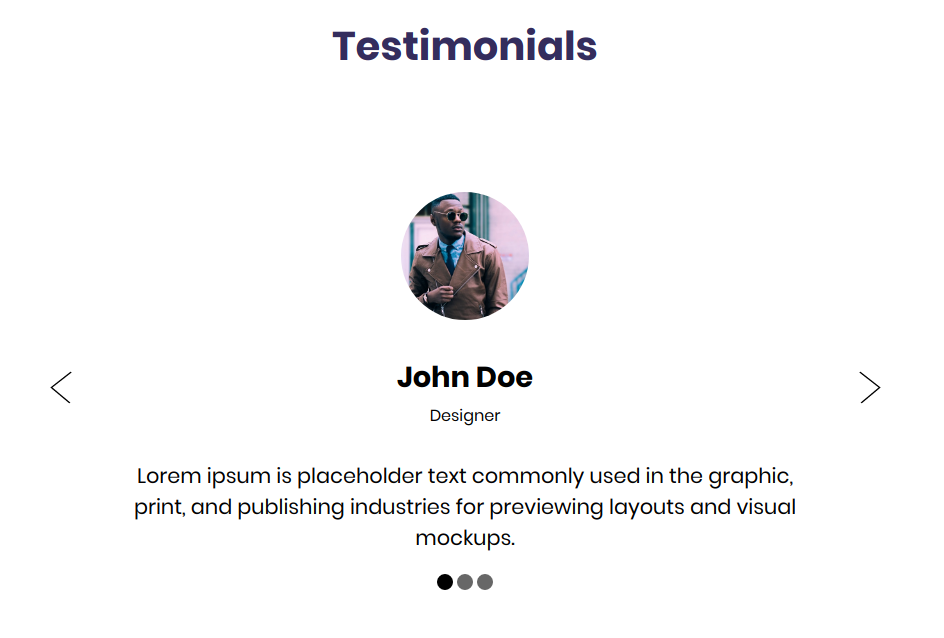 Testimonials
John Doe
Designer
Lorem ipsum is placeholder text commonly used in the graphic,
print, and publishing industries for previewing layouts and visual
mockups.